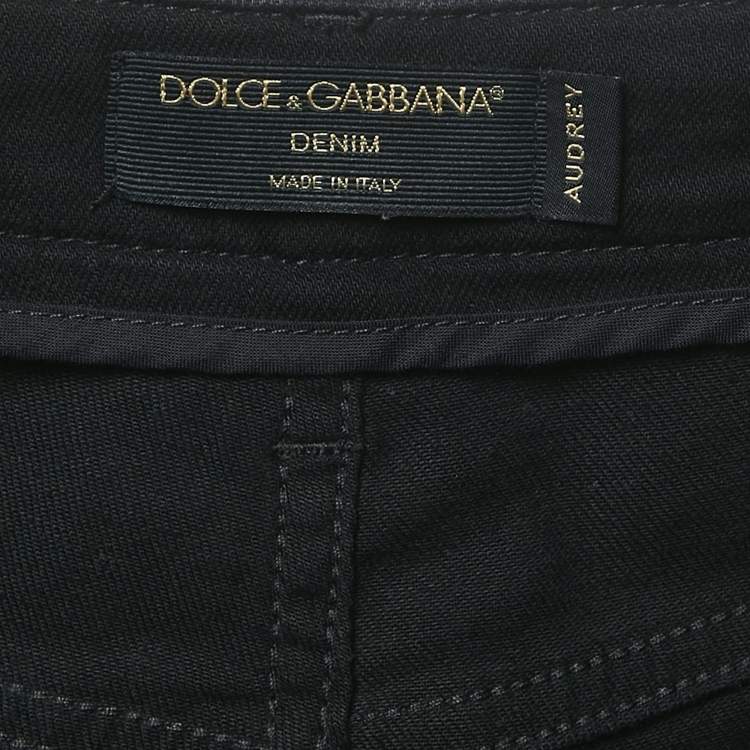 DOLCE & GABBANA®
DENIM
MADE IN ITALY
AUDREY